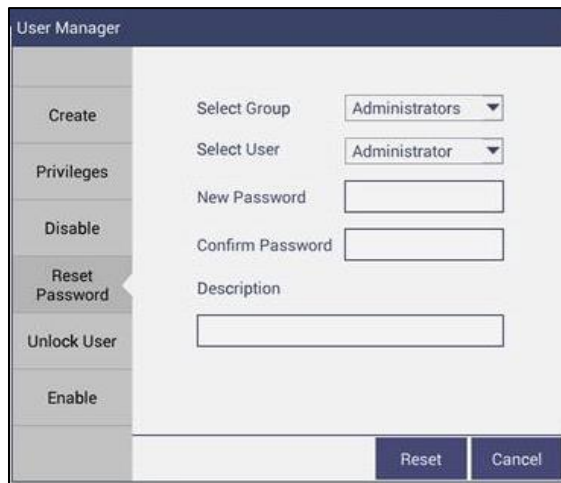 User Manager
Create
Privileges
Disable
Reset
Password
Unlock User
Enable
Select Group
Administrators
Select User
Administrator
New Password
Confirm Password
Description
Reset
Cancel